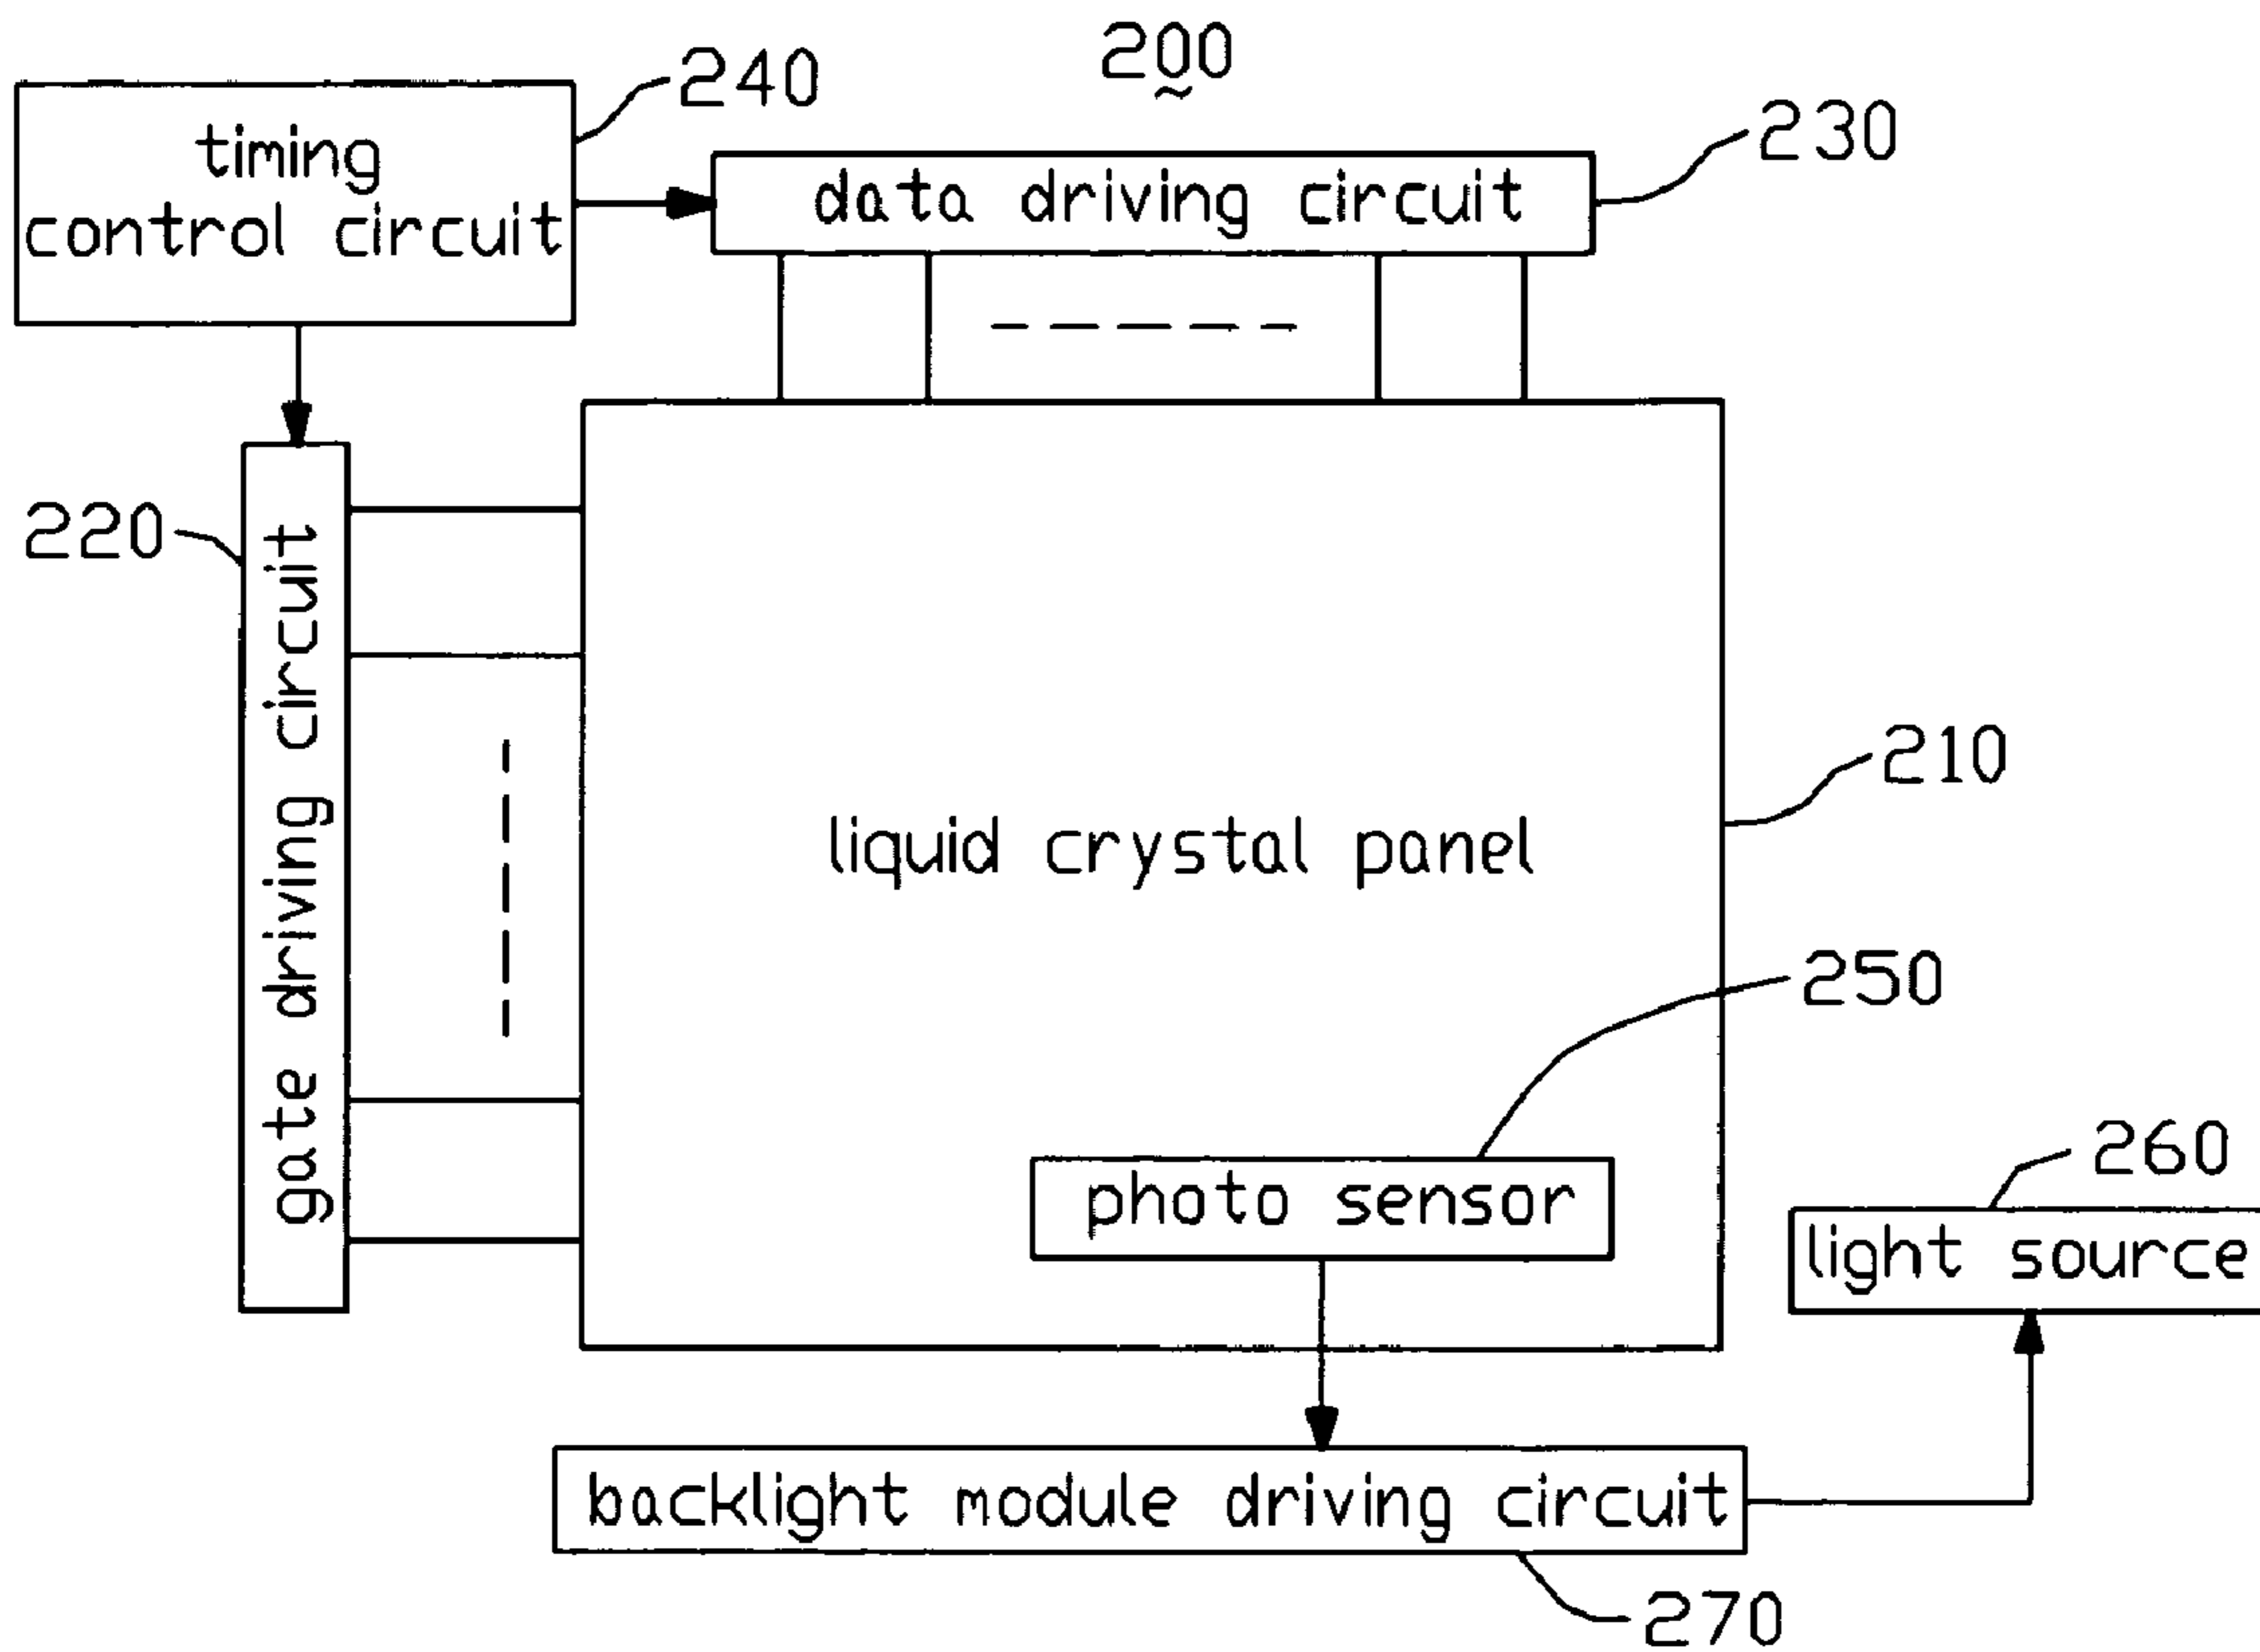 200
240
timing
control circuit
230
data driving circuit
220
gate driving circuit
210
liquid crystal panel
250
photo sensor
260
light source
backlight module driving circuit
270